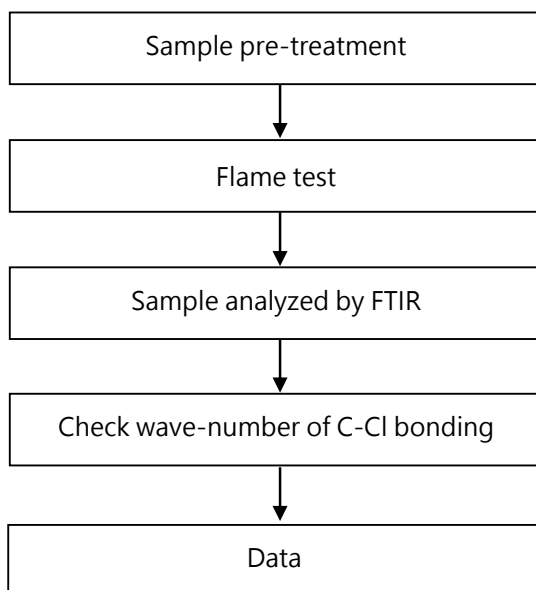 Sample pre-treatment
Flame test
Sample analyzed by FTIR
Check wave-number of C-Cl bonding
Data